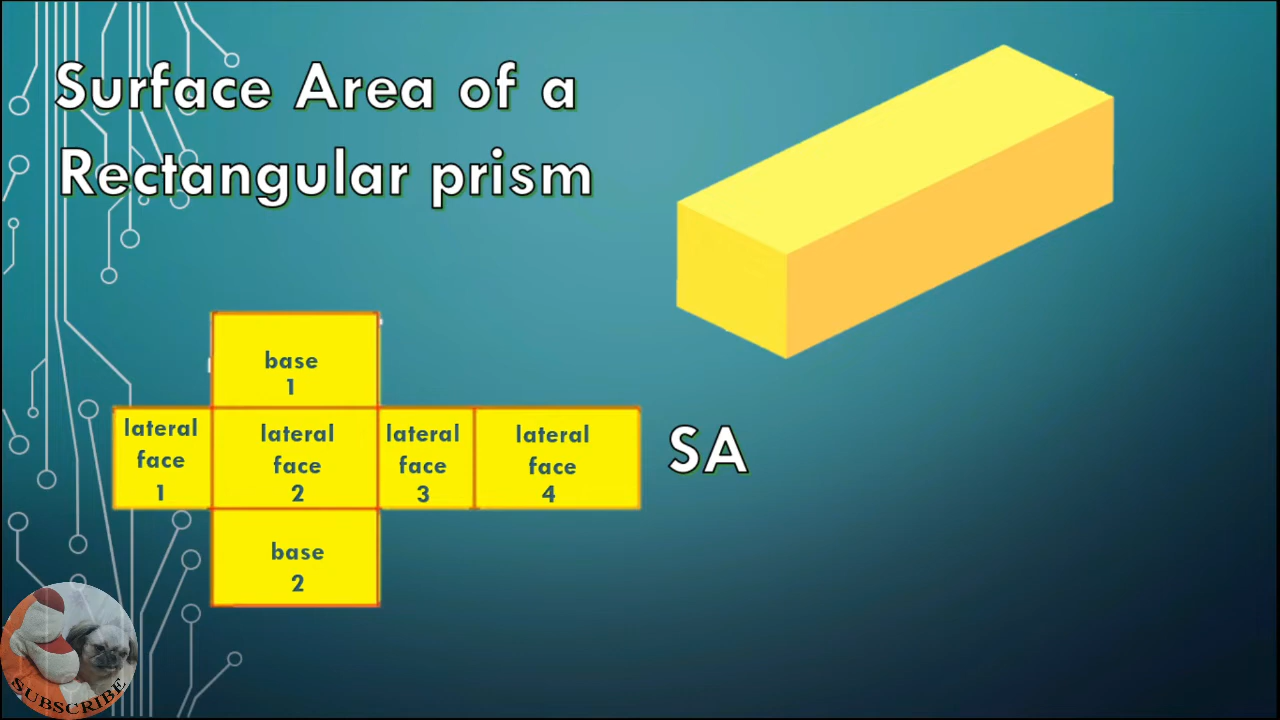 Surface Area of a
Rectangular prism
base
1
lateral
face
1
lateral
face
2
lateral
face
3
lateral
face
4
base
2
SA
SUBSCRIBE